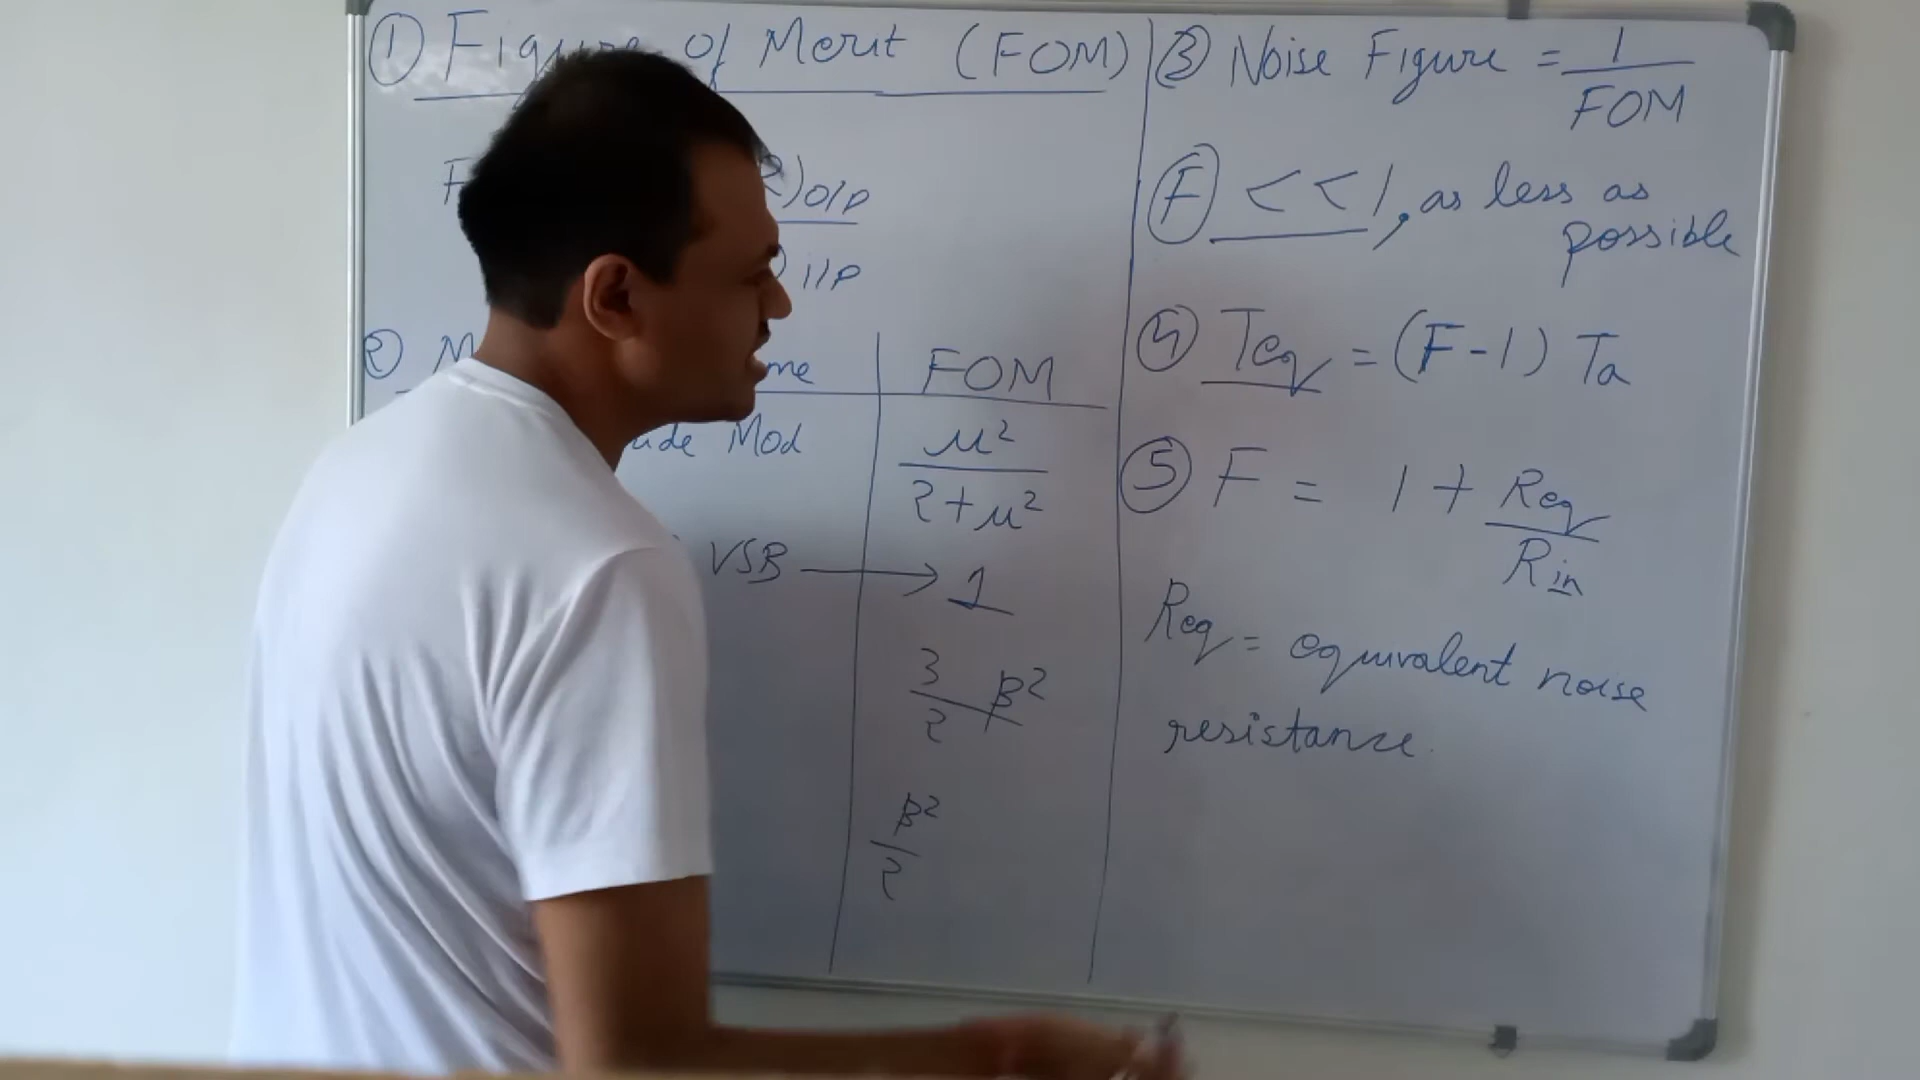 ① Figure of Merit (FOM)
)O/P
) i/P
② M me | FOM
ude Mod | μ²
2+μ²
VSB → 1
3/2 β²
β²/2
③ Noise Figure = 1/FOM
F << 1, as less as
possible
④ Teq = (F-1) Ta
⑤ F = 1 + Req/Rin
Req = equivalent noise
resistance.